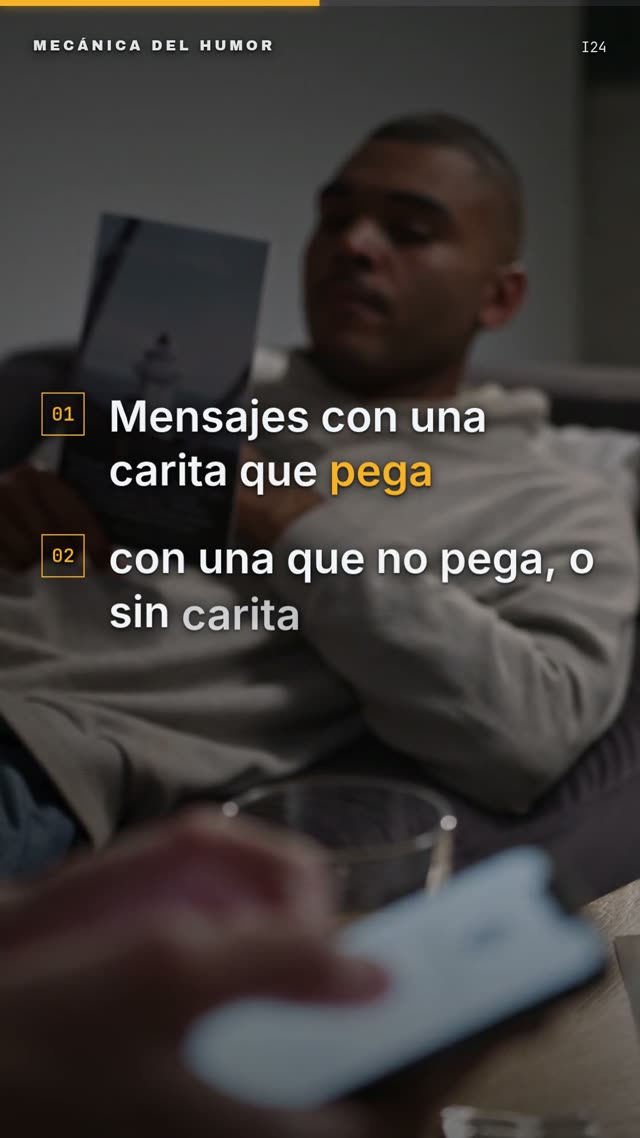 MECÁNICA DEL HUMOR
I24
01
Mensajes con una
carita que pega
02
con una que no pega, o
sin carita